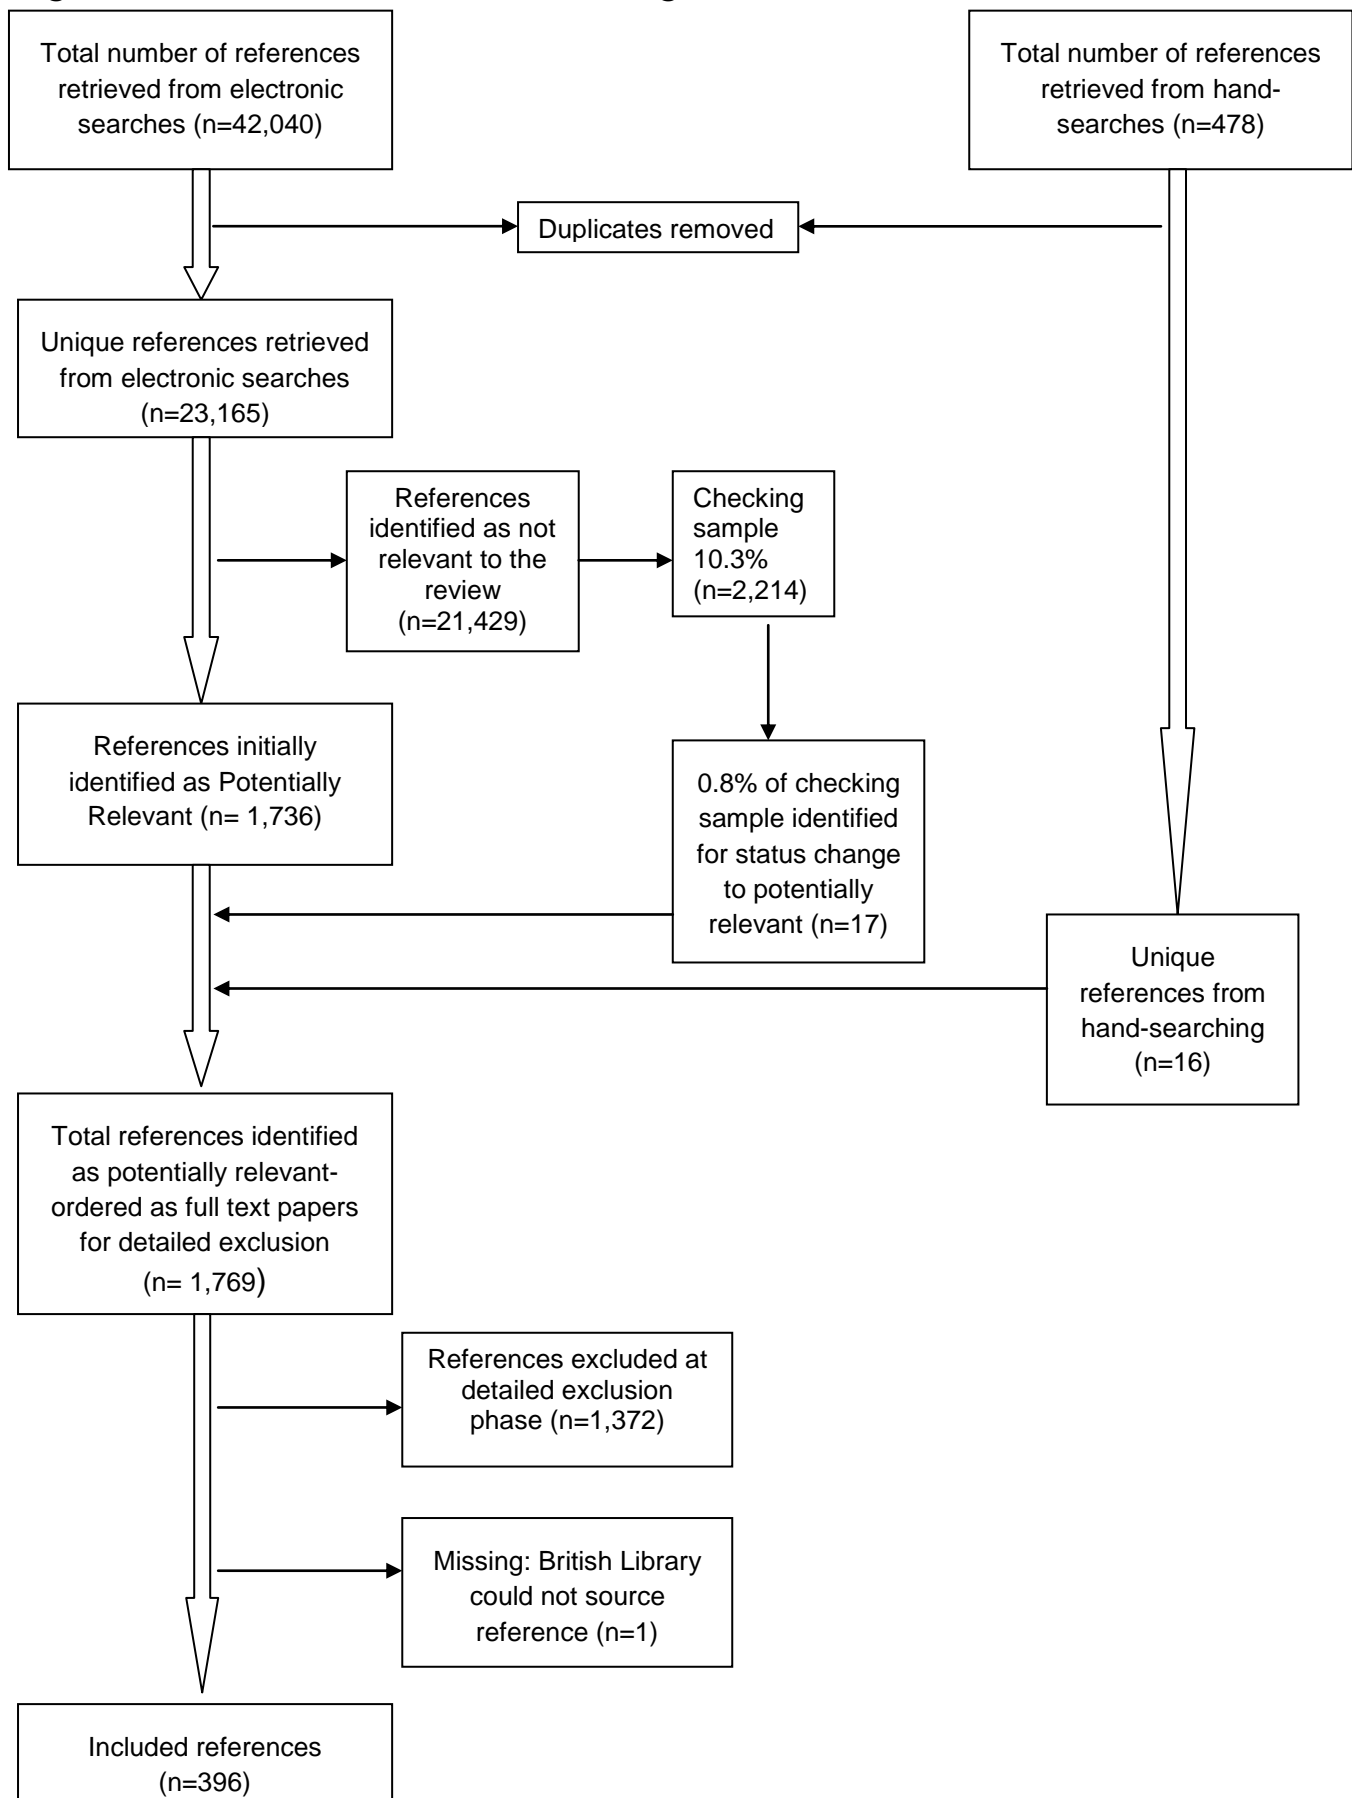 Total number of references
retrieved from electronic
searches (n=42,040)
Total number of references
retrieved from hand-
searches (n=478)
Duplicates removed
Unique references retrieved
from electronic searches
(n=23,165)
References
identified as not
relevant to the
review
(n=21,429)
Checking
sample
10.3%
(n=2,214)
References initially
identified as Potentially
Relevant (n= 1,736)
0.8% of checking
sample identified
for status change
to potentially
relevant (n=17)
Unique
references from
hand-searching
(n=16)
Total references identified
as potentially relevant-
ordered as full text papers
for detailed exclusion
(n= 1,769)
References excluded at
detailed exclusion
phase (n=1,372)
Missing: British Library
could not source
reference (n=1)
Included references
(n=396)